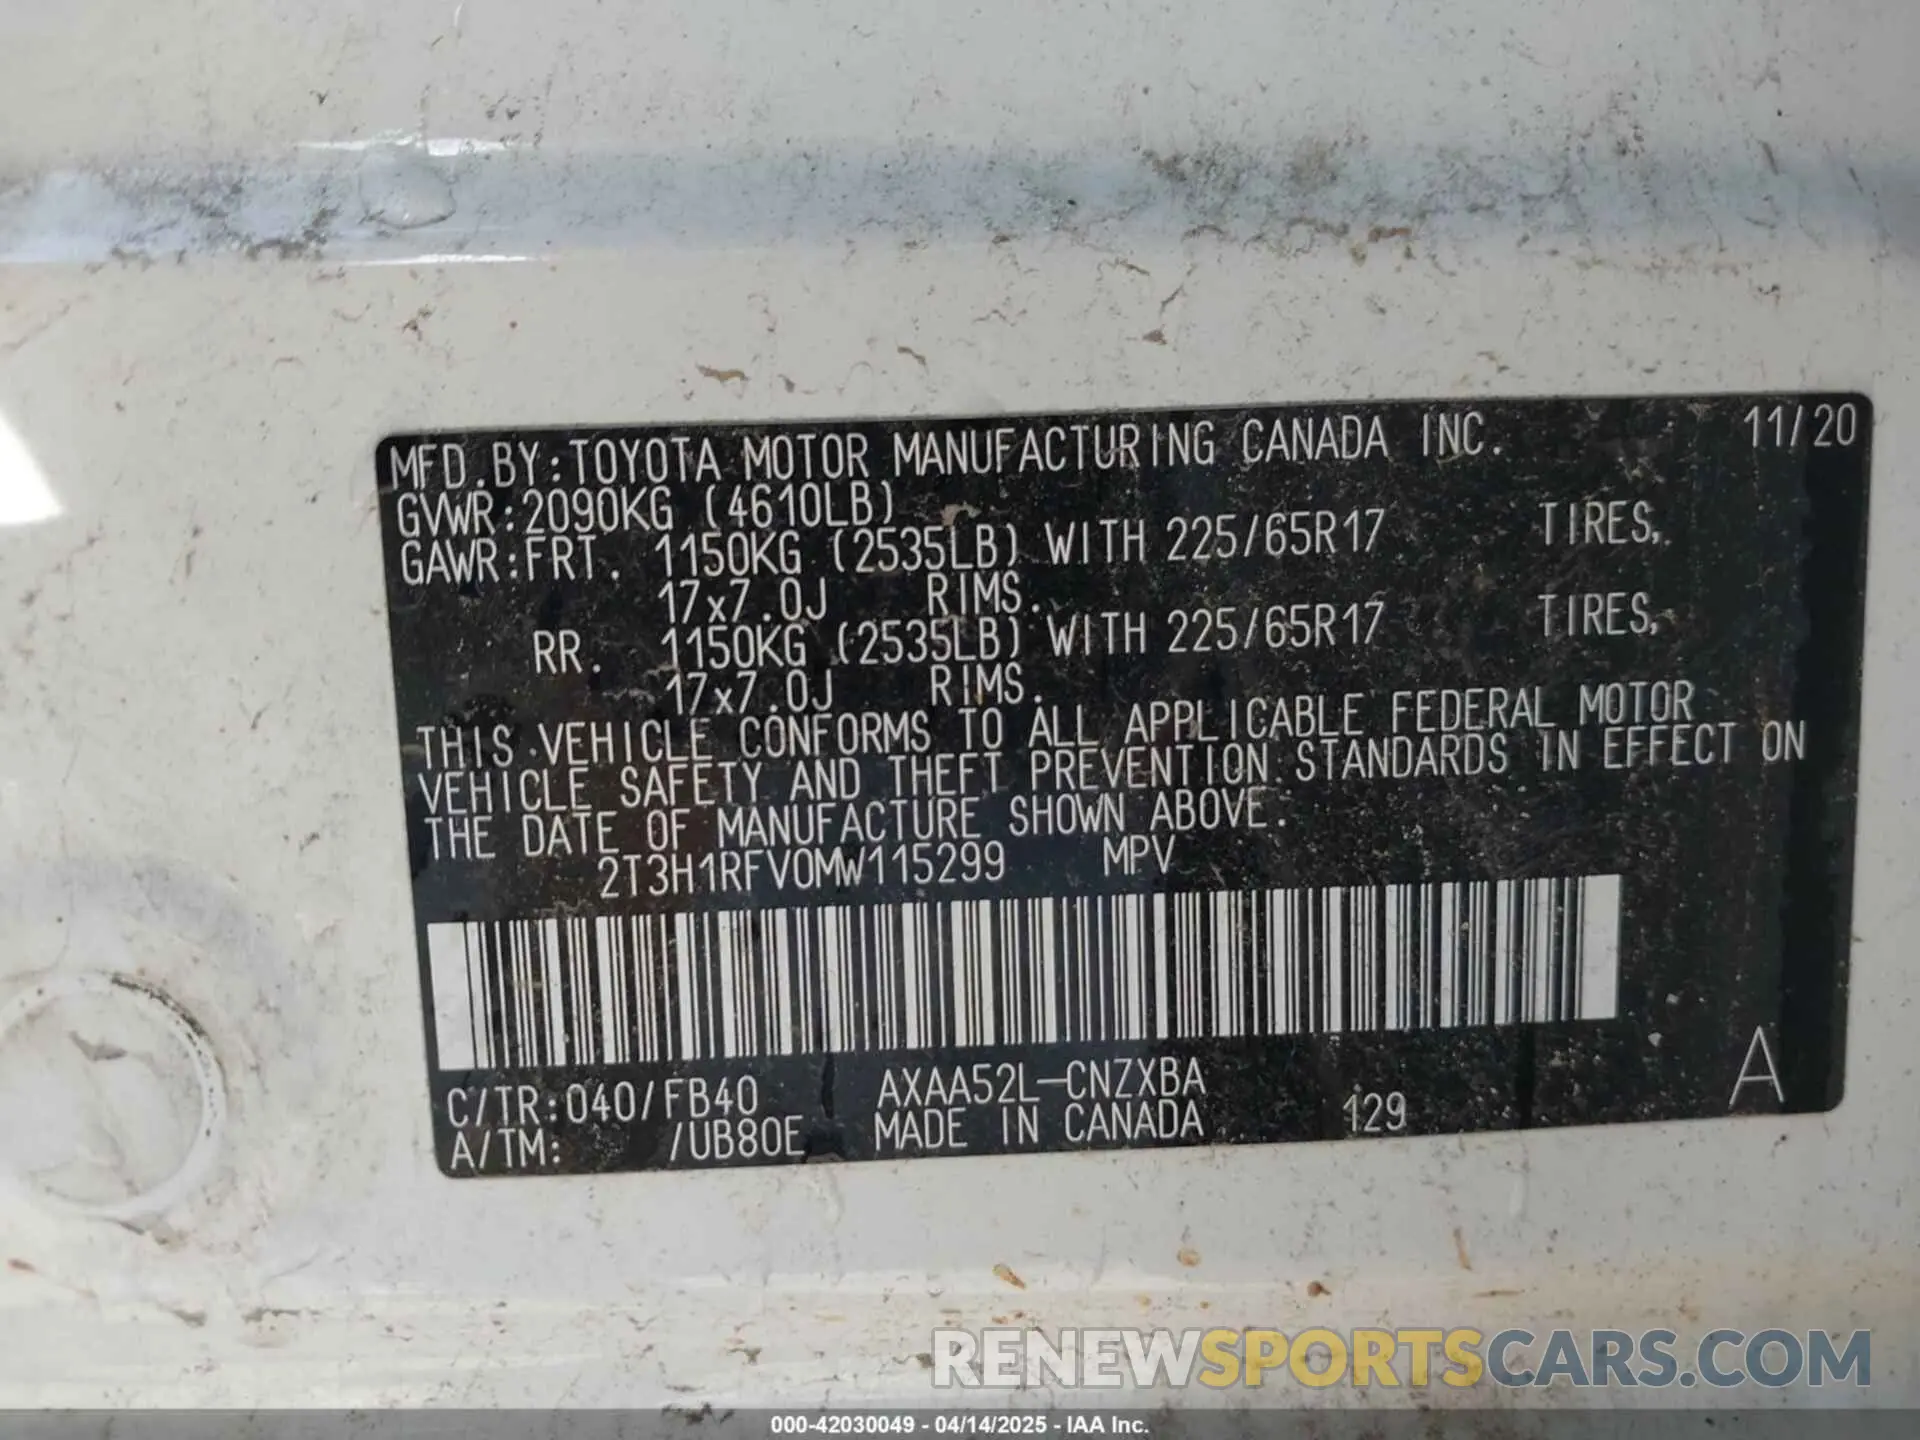 MFD.BY:TOYOTA MOTOR MANUFACTURING CANADA INC. 11/20
GVWR:2090KG (4610LB)
GAWR:FRT. 1150KG (2535LB) WITH 225/65R17 TIRES,
17x7.0J RIMS.
RR. 1150KG (2535LB) WITH 225/65R17 TIRES,
17x7.0J RIMS.
THIS VEHICLE CONFORMS TO ALL APPLICABLE FEDERAL MOTOR
VEHICLE SAFETY AND THEFT PREVENTION STANDARDS IN EFFECT ON
THE DATE OF MANUFACTURE SHOWN ABOVE.
2T3H1RFV0MW115299 MPV
C/TR:040/FB40 AXAA52L-CNZXBA
A/TM: /UB80E MADE IN CANADA 129 A
RENEWSPORTSCARS.COM
000-42030049 - 04/14/2025 - IAA Inc.